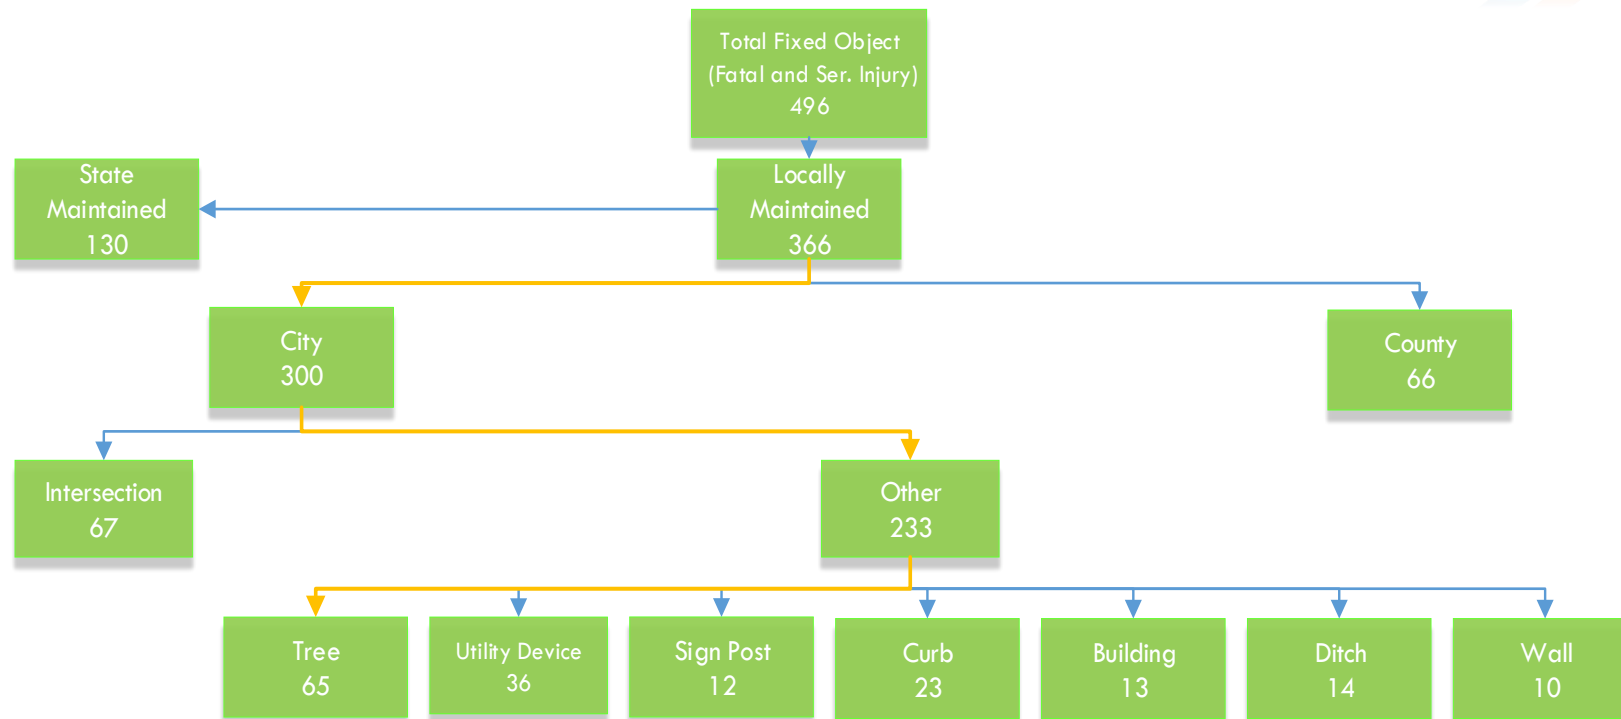 Total Fixed Object
(Fatal and Ser. Injury)
496
State
Maintained
130
Locally
Maintained
366
City
300
County
66
Intersection
67
Other
233
Tree
65
Utility Device
36
Sign Post
12
Curb
23
Building
13
Ditch
14
Wall
10